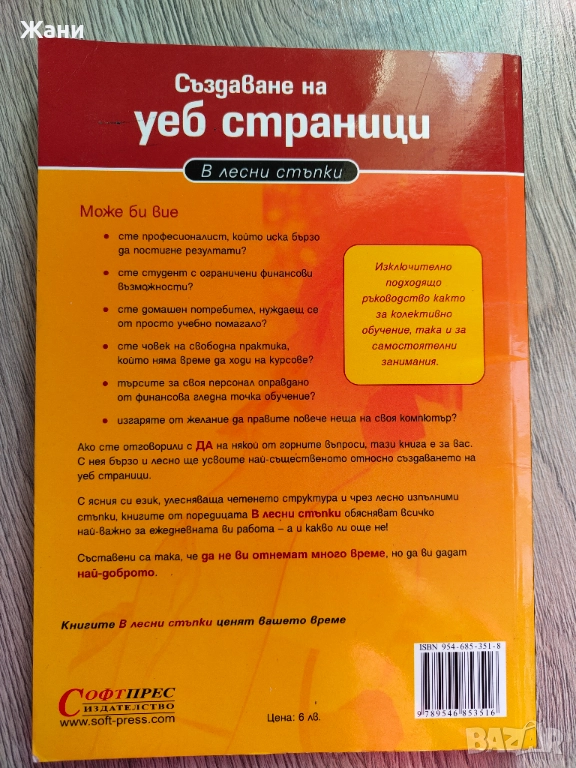 Жани
Създаване на
уеб страници
В лесни стъпки
Може би вие
• сте професионалист, който иска бързо
да постигне резултати?
• сте студент с ограничени финансови
възможности?
• сте домашен потребител, нуждаещ се
от просто учебно помагало?
• сте човек на свободна практика,
който няма време да ходи на курсове?
• търсите за своя персонал оправдано
от финансова гледна точка обучение?
• изгаряте от желание да правите повече неща на своя компютър?
Изключително
подходящо
ръководство както
за колективно
обучение, така и за
самостоятелни
занимания.
Ако сте отговорили с ДА на някой от горните въпроси, тази книга е за вас.
С нея бързо и лесно ще усвоите най-същественото относно създаването на
уеб страници.
С ясния си език, улесняваща четенето структура и чрез лесно изпълними
стъпки, книгите от поредицата В лесни стъпки обясняват всичко
най-важно за ежедневната ви работа – а и какво ли още не!
Съставени са така, че да не ви отнемат много време, но да ви дадат
най-доброто.
Книгите В лесни стъпки ценят вашето време
СОФТПРЕС
ИЗДАТЕЛСТВО
www.soft-press.com
Цена: 6 лв.
ISBN 954-685-351-8
9 789546 853516
BAZAR